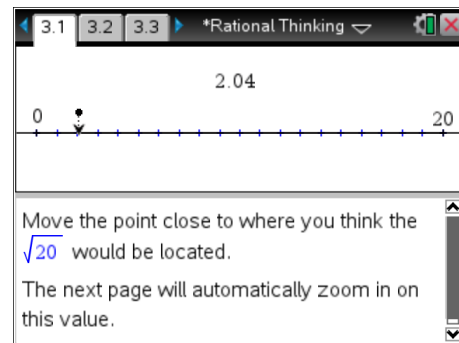 3.1 3.2 3.3 *Rational Thinking
2.04
0 20
Move the point close to where you think the
√20 would be located.
The next page will automatically zoom in on
this value.